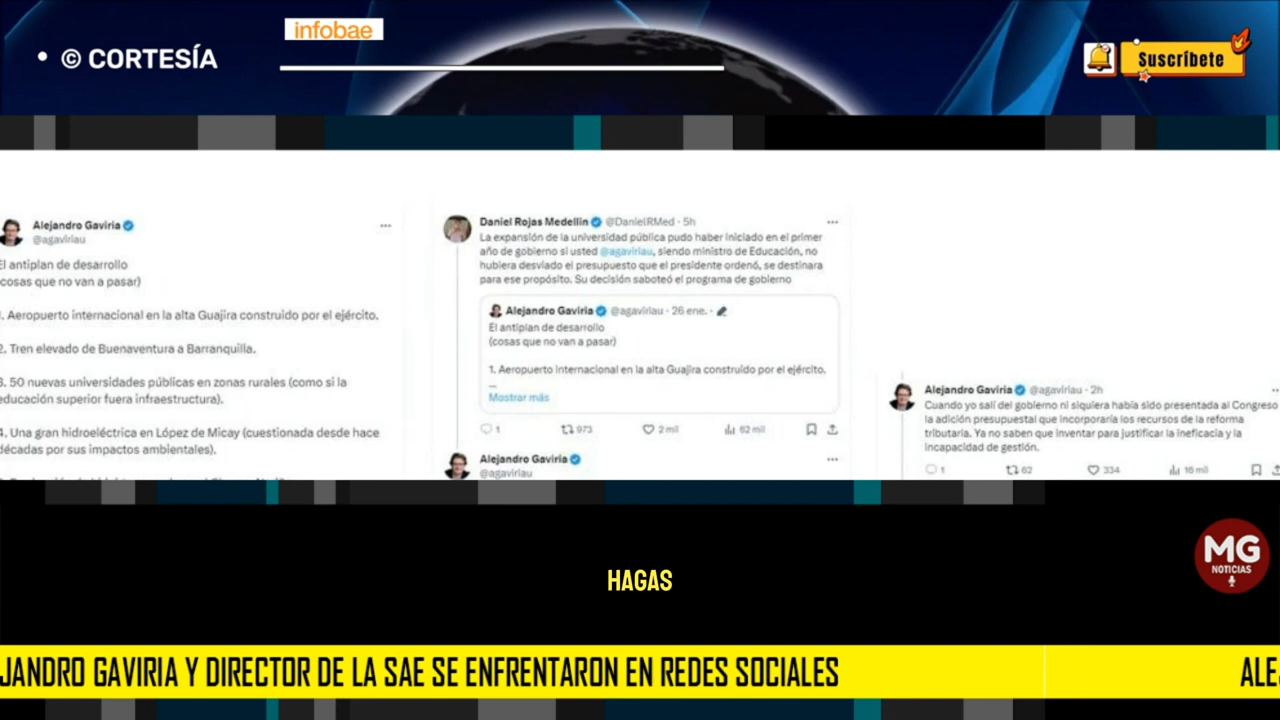 infobae
• © CORTESÍA
Suscríbete
Alejandro Gaviria
@agaviriau
El antiplan de desarrollo
cosas que no van a pasar)
. Aeropuerto internacional en la alta Guajira construido por el ejército.
2. Tren elevado de Buenaventura a Barranquilla.
3. 50 nuevas universidades públicas en zonas rurales (como si la
educación superior fuera infraestructura).
4. Una gran hidroeléctrica en López de Micay (cuestionada desde hace
décadas por sus impactos ambientales).
Daniel Rojas Medellin @DanielRMed · 5h
La expansión de la universidad pública pudo haber iniciado en el primer
año de gobierno si usted @agaviriau, siendo ministro de Educación, no
hubiera desviado el presupuesto que el presidente ordenó, se destinara
para ese propósito. Su decisión saboteó el programa de gobierno
Alejandro Gaviria @agaviriau · 26 ene. ·
El antiplan de desarrollo
(cosas que no van a pasar)
1. Aeropuerto internacional en la alta Guajira construido por el ejército.
...
Mostrar más
1 973 2 mil 62 mil
Alejandro Gaviria
@agaviriau
Alejandro Gaviria @agaviriau · 2h
Cuando yo salí del gobierno ni siquiera había sido presentada al Congreso
la adición presupuestal que incorporaría los recursos de la reforma
tributaria. Ya no saben que inventar para justificar la ineficacia y la
incapacidad de gestión.
1 62 334 16 mil
HAGAS
MG
NOTICIAS
JANDRO GAVIRIA Y DIRECTOR DE LA SAE SE ENFRENTARON EN REDES SOCIALES
ALE